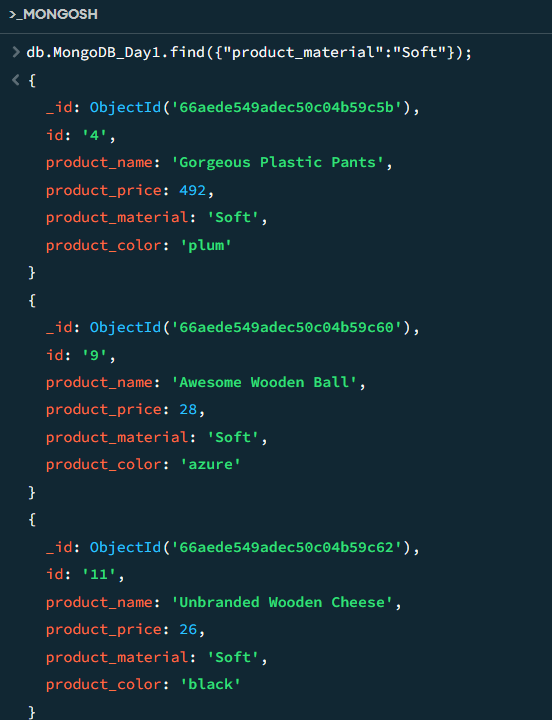 >_MONGOSH
> db.MongoDB_Day1.find({"product_material":"Soft"});
< {
_id: ObjectId('66aede549adec50c04b59c5b'),
id: '4',
product_name: 'Gorgeous Plastic Pants',
product_price: 492,
product_material: 'Soft',
product_color: 'plum'
}
{
_id: ObjectId('66aede549adec50c04b59c60'),
id: '9',
product_name: 'Awesome Wooden Ball',
product_price: 28,
product_material: 'Soft',
product_color: 'azure'
}
{
_id: ObjectId('66aede549adec50c04b59c62'),
id: '11',
product_name: 'Unbranded Wooden Cheese',
product_price: 26,
product_material: 'Soft',
product_color: 'black'
}